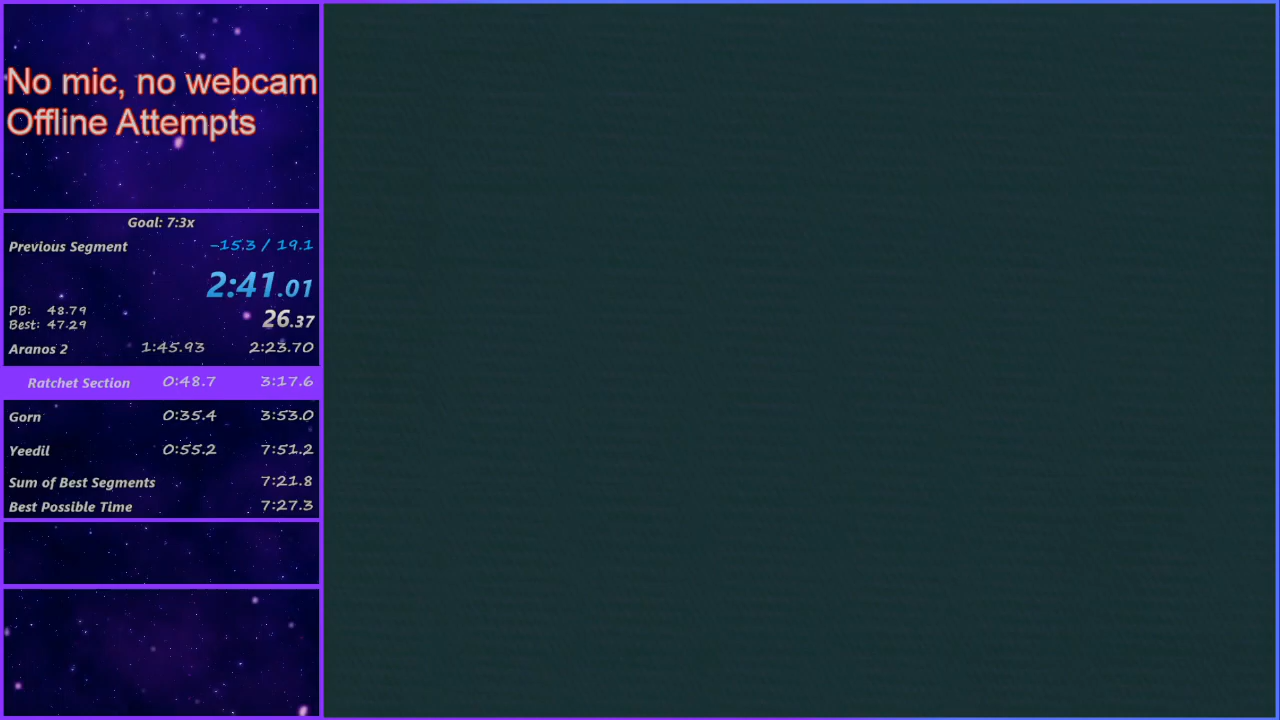 No mic, no webcam
Offline Attempts
Goal: 7:3x
Previous Segment -15.3 / 19.1
2:41.01
PB: 48.79
Best: 47.29
26.37
Aranos 2 1:45.93 2:23.70
Ratchet Section 0:48.7 3:17.6
Gorn 0:35.4 3:53.0
Yeedil 0:55.2 7:51.2
Sum of Best Segments 7:21.8
Best Possible Time 7:27.3